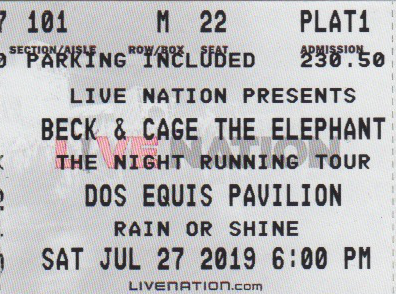 7 101 M 22 PLAT1
SECTION/AISLE ROW/BOX SEAT ADMISSION
PARKING INCLUDED 230.50
LIVE NATION PRESENTS
BECK & CAGE THE ELEPHANT
LIVE NATION
THE NIGHT RUNNING TOUR
DOS EQUIS PAVILION
RAIN OR SHINE
SAT JUL 27 2019 6:00 PM
LIVENATION.com